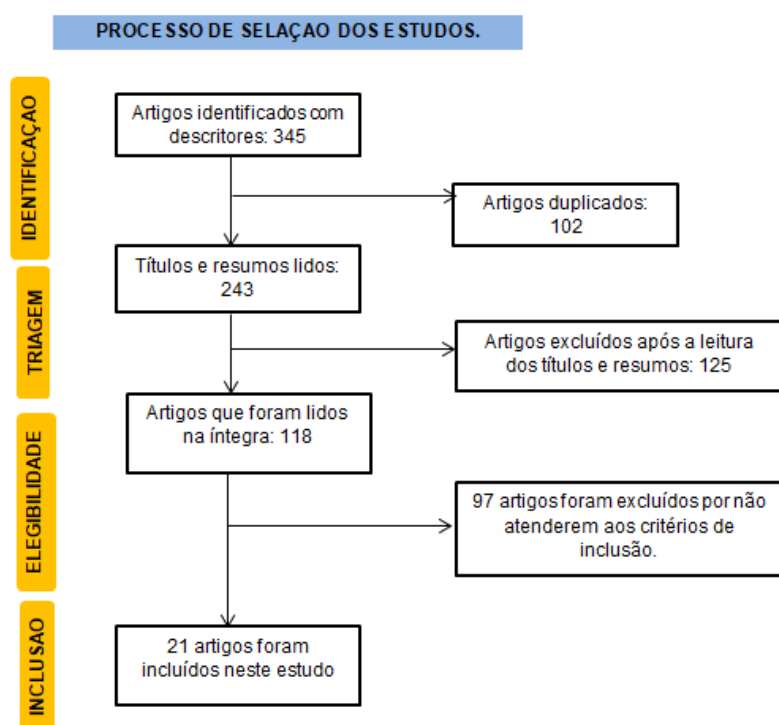 PROCESSO DE SELAÇAO DOS ESTUDOS.
IDENTIFICAÇAO
Artigos identificados com
descritores: 345
Artigos duplicados:
102
Títulos e resumos lidos:
243
TRIAGEM
Artigos excluídos após a leitura
dos títulos e resumos: 125
Artigos que foram lidos
na íntegra: 118
ELEGIBILIDADE
97 artigos foram excluídos por não
atenderem aos critérios de
inclusão.
INCLUSAO
21 artigos foram
incluídos neste estudo